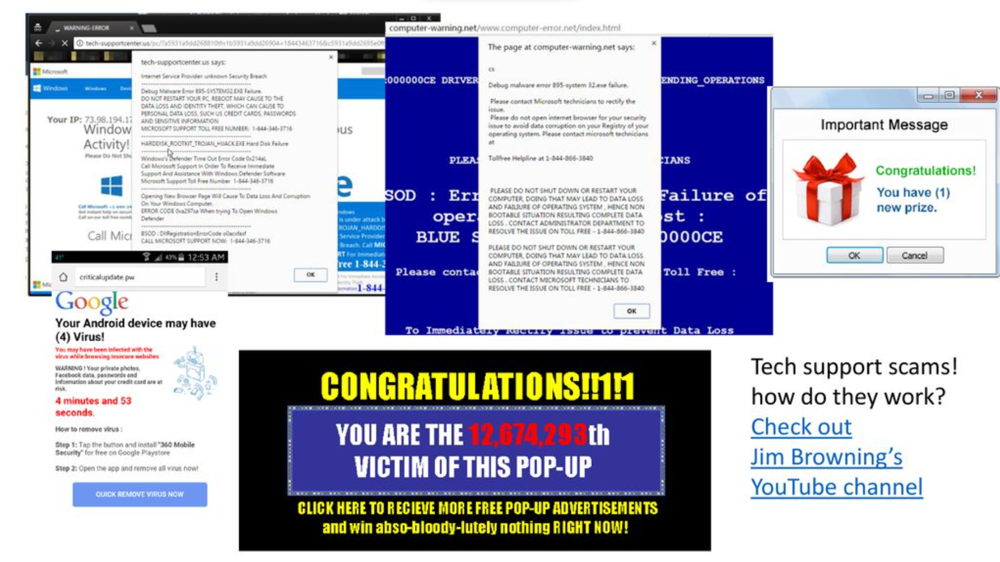 WARNING-ERROR
tech-supportcenter.us/pc/?a5931a9dd268810tfn1b5931a9dd26904=18443463716&c5931a9dd2695e0
Microsoft
Windows Windows
tech-supportcenter.us says:
Internet Service Provider: unknown Security Breach
Debug Malware Error 895-SYSTEM32.EXE Failure.
DO NOT RESTART YOUR PC, REBOOT MAY CAUSE TO THE
DATA LOSS AND IDENTITY THEFT, WHICH CAN CAUSE TO
PERSONAL DATA LOSS, SUCH US CREDIT CARDS, PASSWORDS
AND SENSITIVE INFORMATION
MICROSOFT SUPPORT TOLL FREE NUMBER: 1-844-346-3716
HARDDISK_ROOTKIT_TROJAN_HIJACK.EXE Hard Disk Failure
Windows's Defender Time Out Error Code 0x214aL
Call Microsoft Support In Order To Receive Immediate
Support And Assistance With Windows Defender Software
Microsoft Support Toll Free Number 1-844-346-3716
Opening New Browser Page Will Cause To Data Loss And Corruption
On Your Windows Computer.
ERROR CODE 0xa297sa When trying To Open Windows
Defender
BSOD : DllRegistrationErrorCode
CALL MICROSOFT SUPPORT NOW: 1-844-346-3716
OK
Your IP: 73.98.194.17
Window
Activity!
Please Do Not Sh
Call Micr
ous
ndows
is under attack b
ROJAN_HARDDIS
Service Provider
Breach. Call MIC
RT For Immediat
ree 1-844-3
1-844-
computer-warning.net/www.computer-error.net/index.html
:000000CE DRIVER
ENDING_OPERATIONS
PLEA
IANS
SOD : Err
Failure of
oper
st :
BLUE S
0000CE
Please conta
Toll Free :
To Immediately Rectify Issue to prevent Data Loss
The page at computer-warning.net says:
cs
Debug malware error 895-system 32.exe failure.
Please contact Microsoft technicians to rectify the
issue.
Please do not open internet browser for your security
issue to avoid data corruption on your Registry of your
operating system. Please contact microsoft technicians
at
Tollfree Helpline at 1-844-866-3840
PLEASE DO NOT SHUT DOWN OR RESTART YOUR
COMPUTER, DOING THAT MAY LEAD TO DATA LOSS
AND FAILIURE OF OPERATING SYSTEM , HENCE NON
BOOTABLE SITUATION RESULTING COMPLETE DATA
LOSS . CONTACT ADMINISTRATOR DEPARTMENT TO
RESOLVE THE ISSUE ON TOLL FREE - 1-844-866-3840
PLEASE DO NOT SHUT DOWN OR RESTART YOUR
COMPUTER, DOING THAT MAY LEAD TO DATA LOSS
AND FAILIURE OF OPERATING SYSTEM , HENCE NON
BOOTABLE SITUATION RESULTING COMPLETE DATA
LOSS . CONTACT MICROSOFT TECHNICIANS TO
RESOLVE THE ISSUE ON TOLL FREE - 1-844-866-3840
OK
Important Message
Congratulations!
You have (1)
new prize.
OK Cancel
41° 43% 12:53 AM
criticalupdate.pw
Google
Your Android device may have
(4) Virus!
You may have been infected with the
virus while browsing insecure websites
WARNING ! Your private photos,
Facebook data, passwords and
information about your credit card are at
risk.
4 minutes and 53
seconds.
How to remove virus :
Step 1: Tap the button and install "360 Mobile
Security" for free on Google Playstore
Step 2: Open the app and remove all virus now!
QUICK REMOVE VIRUS NOW
CONGRATULATIONS!!1!1
YOU ARE THE 12,674,293th
VICTIM OF THIS POP-UP
CLICK HERE TO RECIEVE MORE FREE POP-UP ADVERTISEMENTS
and win abso-bloody-lutely nothing RIGHT NOW!
Tech support scams!
how do they work?
Check out
Jim Browning’s
YouTube channel